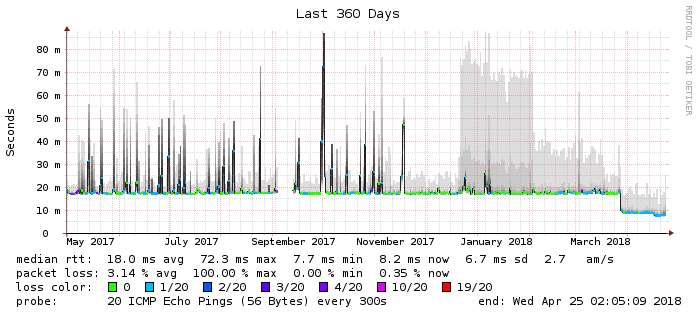 Last 360 Days
RRDTOOL / TOBI OETIKER
Seconds
80 m
70 m
60 m
50 m
40 m
30 m
20 m
10 m
0
May 2017 July 2017 September 2017 November 2017 January 2018 March 2018
median rtt: 18.0 ms avg 72.3 ms max 7.7 ms min 8.2 ms now 6.7 ms sd 2.7 am/s
packet loss: 3.14 % avg 100.00 % max 0.00 % min 0.35 % now
loss color: 0 1/20 2/20 3/20 4/20 10/20 19/20
probe: 20 ICMP Echo Pings (56 Bytes) every 300s end: Wed Apr 25 02:05:09 2018